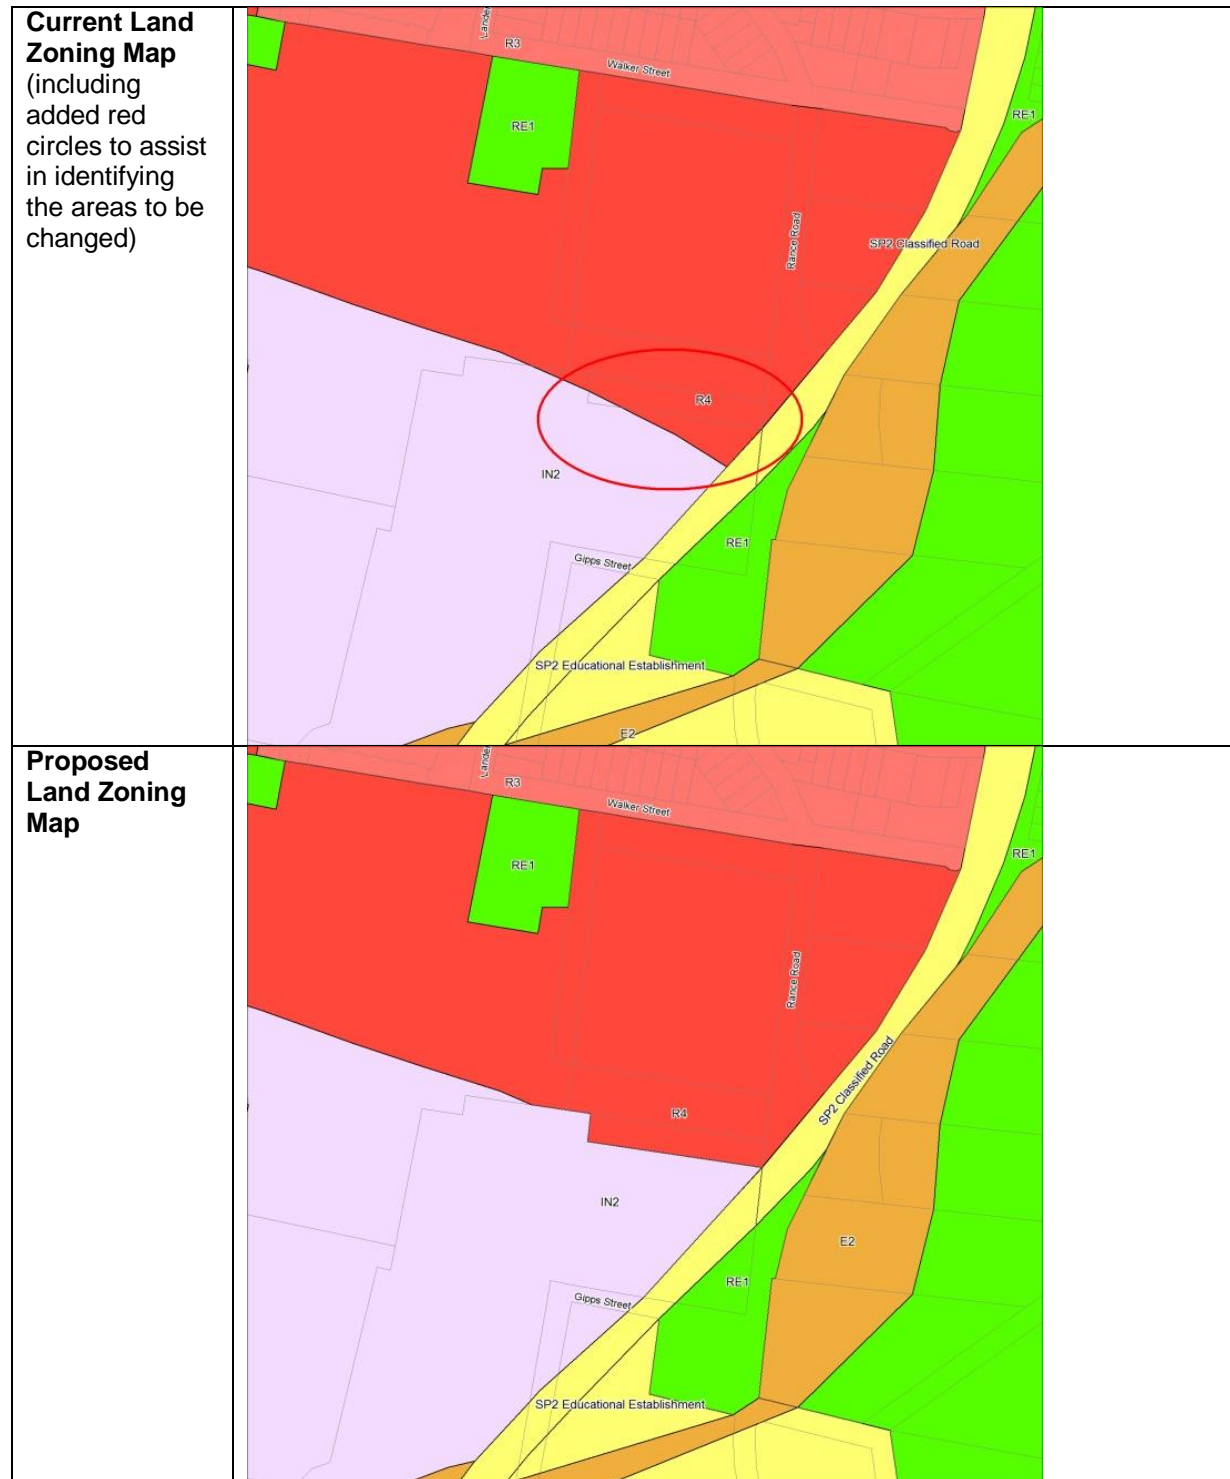 Current Land
Zoning Map
(including
added red
circles to assist
in identifying
the areas to be
changed)
Lander
R3
Walker Street
RE1
RE1
Rance Road
SP2 Classified Road
R4
IN2
RE1
Gipps Street
SP2 Educational Establishment
E2
Proposed
Land Zoning
Map
Lander
R3
Walker Street
RE1
RE1
Rance Road
SP2 Classified Road
R4
IN2
E2
RE1
Gipps Street
SP2 Educational Establishment